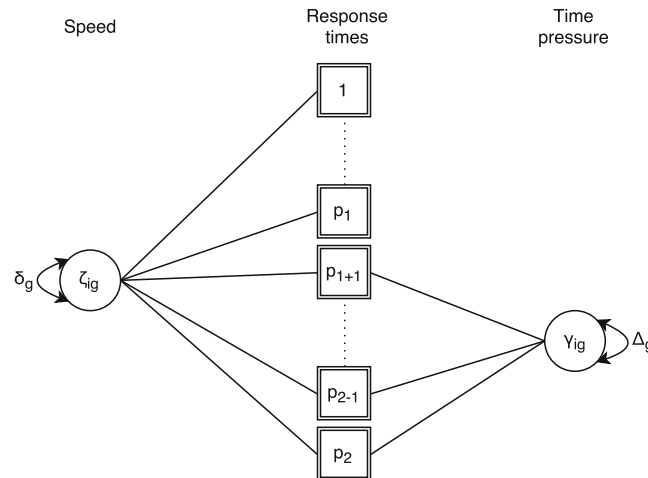 Speed
Response
times
Time
pressure
1
p₁
p₁₊₁
p₂₋₁
p₂
δg
ζig
γig
Δg